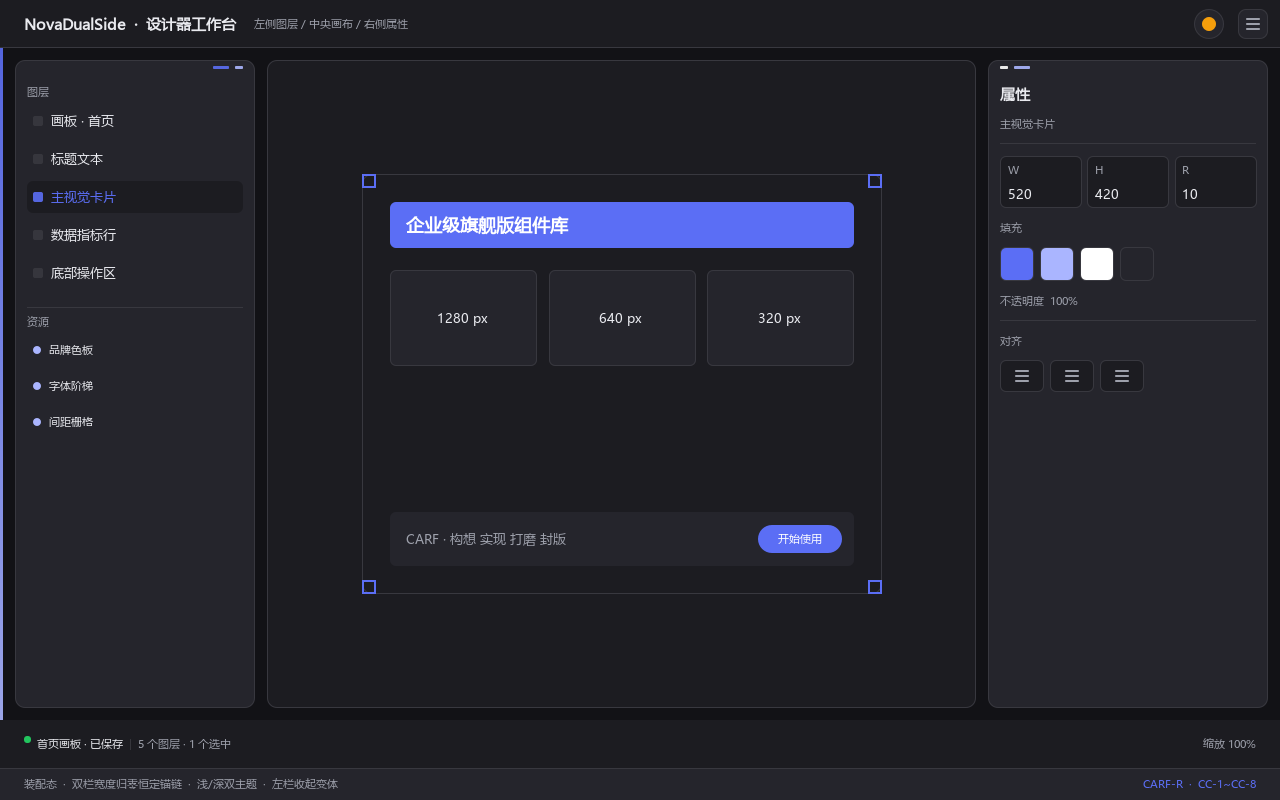 NovaDualSide · 设计器工作台
左侧图层 / 中央画布 / 右侧属性
图层
画板 · 首页
标题文本
主视觉卡片
数据指标行
底部操作区
资源
品牌色板
字体阶梯
间距栅格
企业级旗舰版组件库
1280 px
640 px
320 px
CARF · 构想 实现 打磨 封版
开始使用
属性
主视觉卡片
W
520
H
420
R
10
填充
不透明度 100%
对齐
首页画板 · 已保存
5 个图层 · 1 个选中
缩放 100%
装配态 · 双栏宽度归零恒定锚链 · 浅/深双主题 · 左栏收起变体
CARF-R · CC-1~CC-8